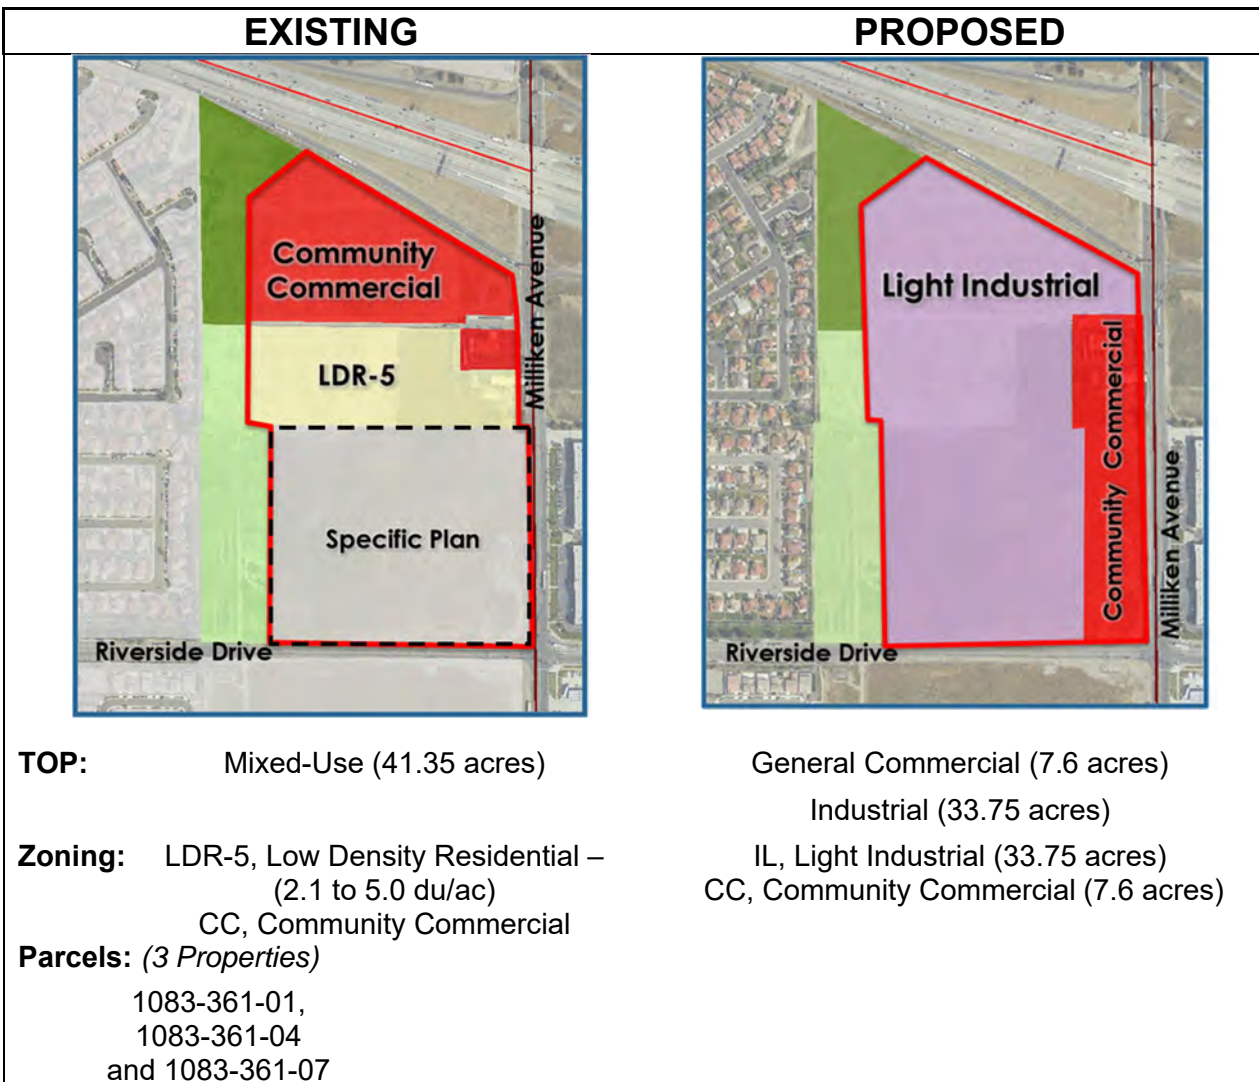 EXISTING
PROPOSED
Community
Commercial
LDR-5
Specific Plan
Milliken Avenue
Riverside Drive
Light Industrial
Community Commercial
Milliken Avenue
Riverside Drive
TOP: Mixed-Use (41.35 acres)
General Commercial (7.6 acres)
Industrial (33.75 acres)
Zoning: LDR-5, Low Density Residential –
(2.1 to 5.0 du/ac)
CC, Community Commercial
IL, Light Industrial (33.75 acres)
CC, Community Commercial (7.6 acres)
Parcels: (3 Properties)
1083-361-01,
1083-361-04
and 1083-361-07